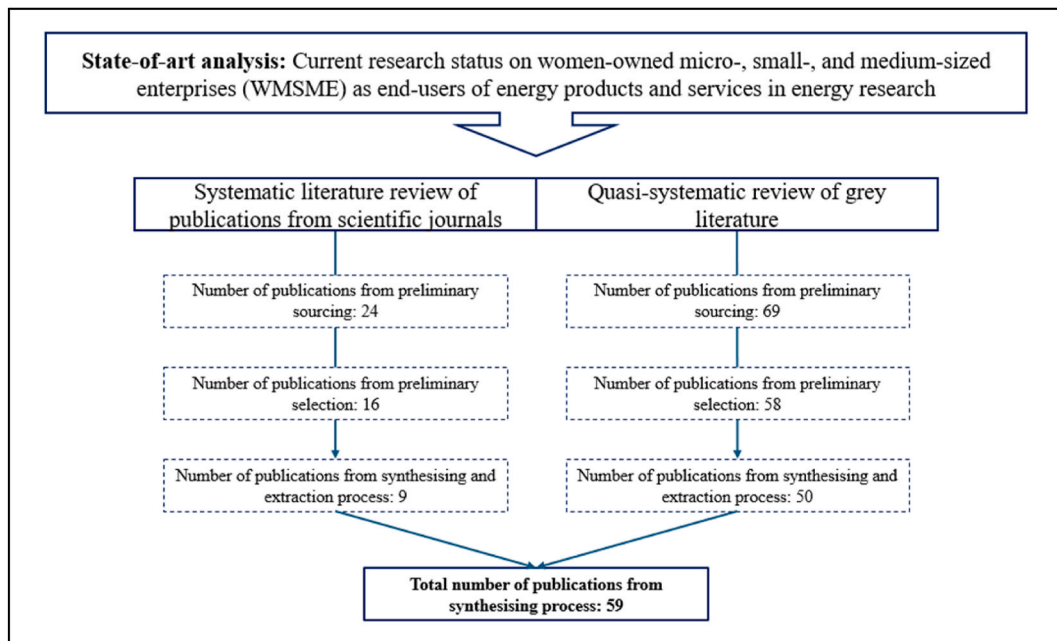 State-of-art analysis: Current research status on women-owned micro-, small-, and medium-sized
enterprises (WMSME) as end-users of energy products and services in energy research
Systematic literature review of
publications from scientific journals
Quasi-systematic review of grey
literature
Number of publications from preliminary
sourcing: 24
Number of publications from preliminary
sourcing: 69
Number of publications from preliminary
selection: 16
Number of publications from preliminary
selection: 58
Number of publications from synthesising and
extraction process: 9
Number of publications from synthesising and
extraction process: 50
Total number of publications from
synthesising process: 59